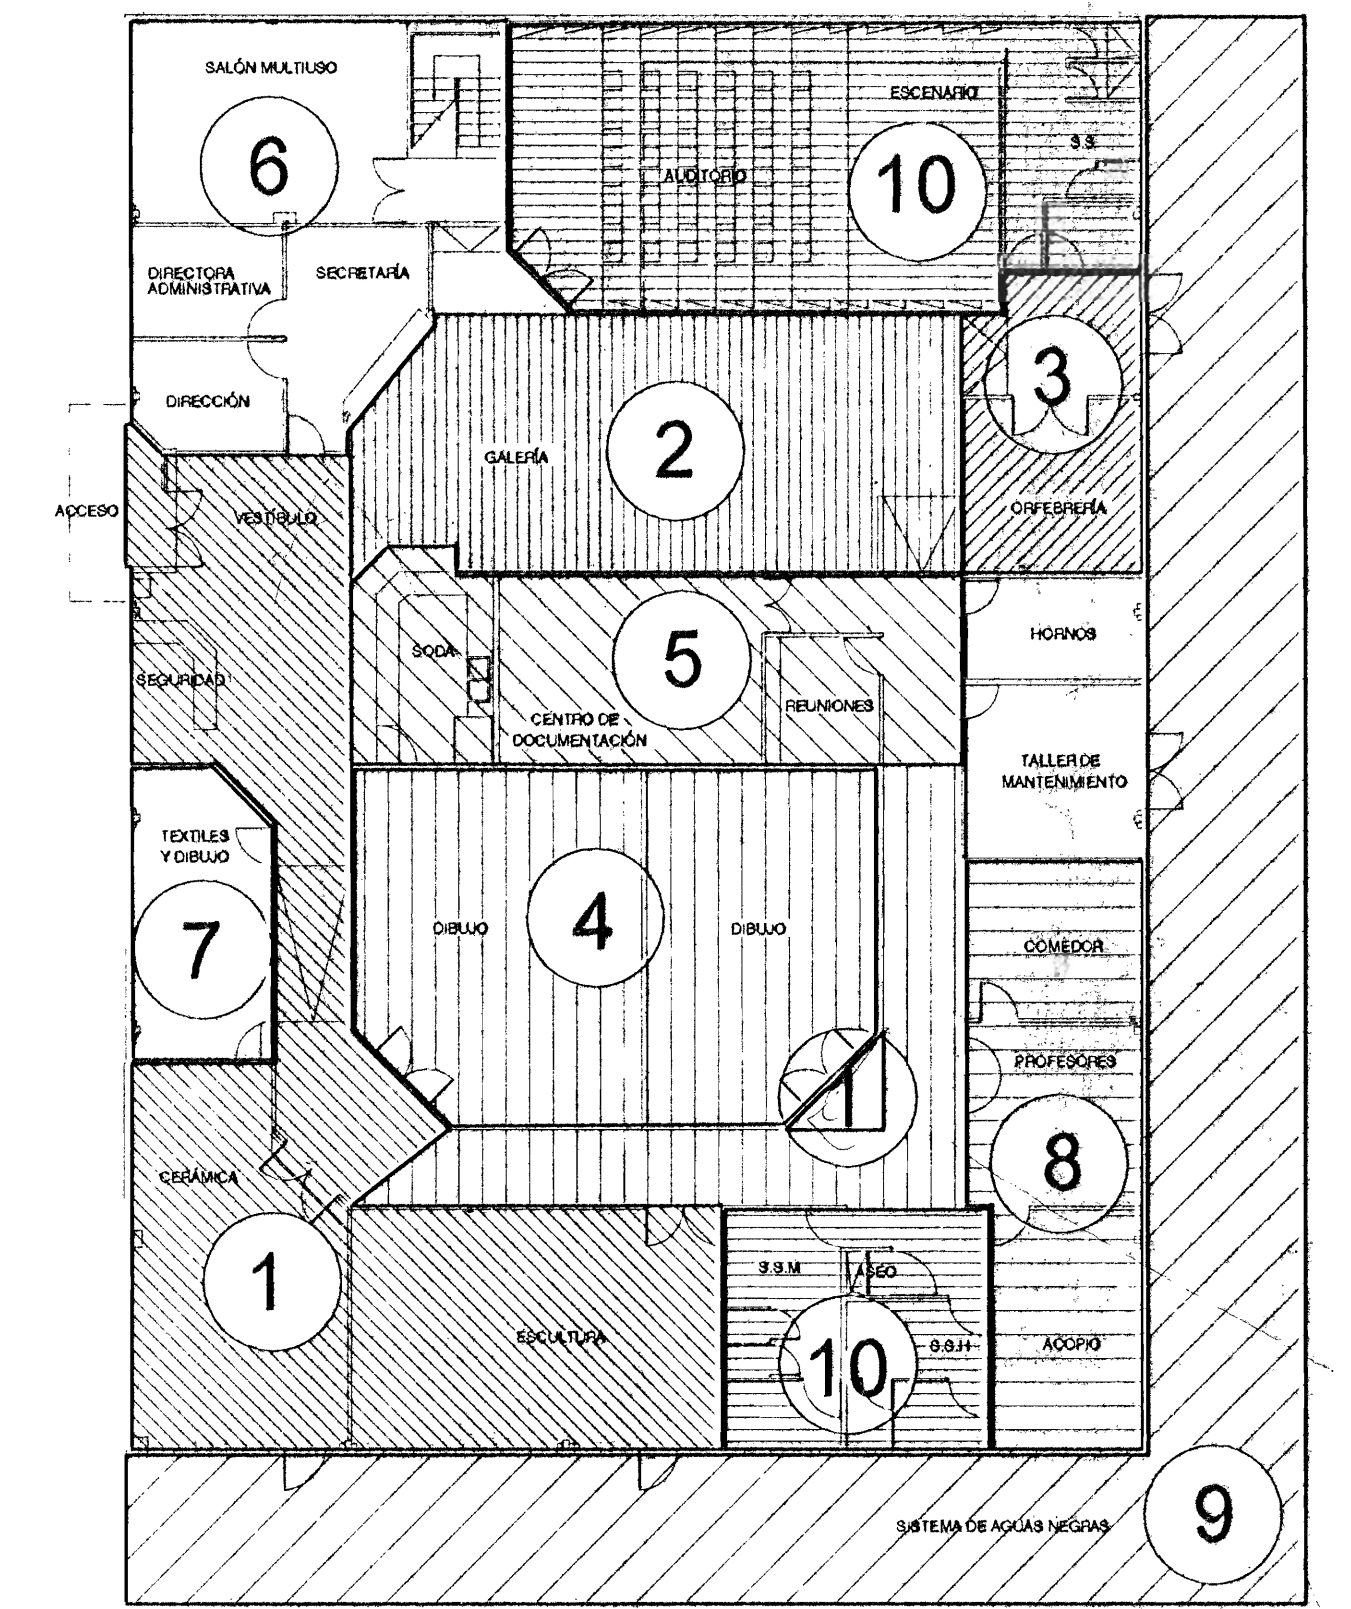 SALÓN MULTIUSO
6
ESCENARIO
AUDITORIO
10
S.S.
DIRECTORA
ADMINISTRATIVA
SECRETARÍA
DIRECCIÓN
3
2
GALERÍA
ORFEBRERÍA
ACCESO
VESTÍBULO
HORNOS
SODA
5
SEGURIDAD
REUNIONES
CENTRO DE
DOCUMENTACIÓN
TALLER DE
MANTENIMIENTO
TEXTILES
Y DIBUJO
7
DIBUJO
4
DIBUJO
COMEDOR
PROFESORES
1
8
CERÁMICA
1
S.S.M
ASEO
ESCULTURA
10
S.S.H
ACOPIO
SISTEMA DE AGUAS NEGRAS
9